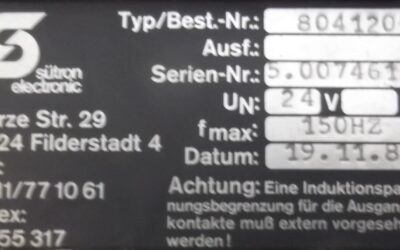 Typ/Best.-Nr.: 804120
Ausf.:
sütron
electronic
Serien-Nr.: 5.007461
UN: 24 V
rze Str. 29
fmax: 150HZ
24 Filderstadt 4
Datum: 19.11.8
11/77 10 61
Achtung: Eine Induktionspa
nungsbegrenzung für die Ausgan
ex:
kontakte muß extern vorgeseh
55 317
werden!